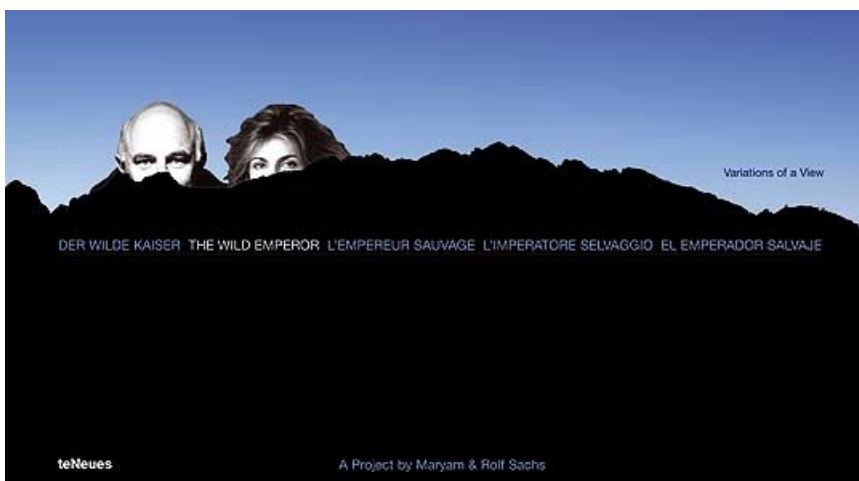 Variations of a View
DER WILDE KAISER THE WILD EMPEROR L'EMPEREUR SAUVAGE L'IMPERATORE SELVAGGIO EL EMPERADOR SALVAJE
teNeues
A Project by Maryam & Rolf Sachs